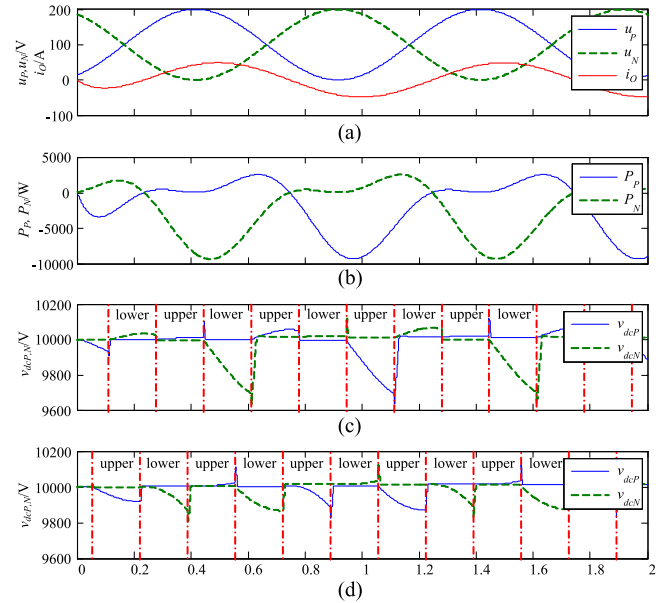 200
100
0
-100
u_P,u_N/V
i_O/A
u_P
u_N
i_O
(a)
5000
0
-5000
-10000
P_P, P_N/W
P_P
P_N
(b)
10200
10000
9800
9600
v_dcP,N/V
lower upper lower upper lower upper lower upper lower
v_dcP
v_dcN
(c)
10200
10000
9800
9600
v_dcP,N/V
upper lower upper lower upper lower upper lower upper lower
v_dcP
v_dcN
0 0.2 0.4 0.6 0.8 1 1.2 1.4 1.6 1.8 2
(d)